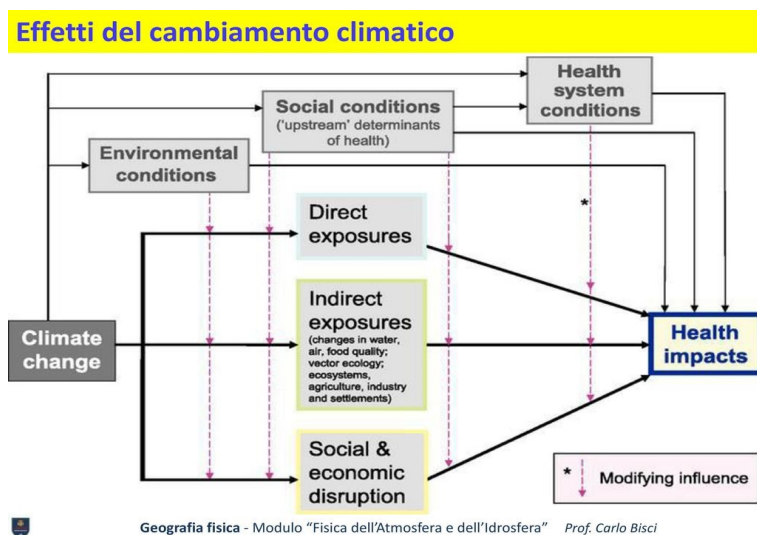 Effetti del cambiamento climatico
Health
system
conditions
Social conditions
('upstream' determinants
of health)
Environmental
conditions
*
Direct
exposures
Climate
change
Indirect
exposures
(changes in water,
air, food quality;
vector ecology;
ecosystems,
agriculture, industry
and settlements)
Health
impacts
Social &
economic
disruption
* Modifying influence
Geografia fisica - Modulo “Fisica dell’Atmosfera e dell’Idrosfera” Prof. Carlo Bisci